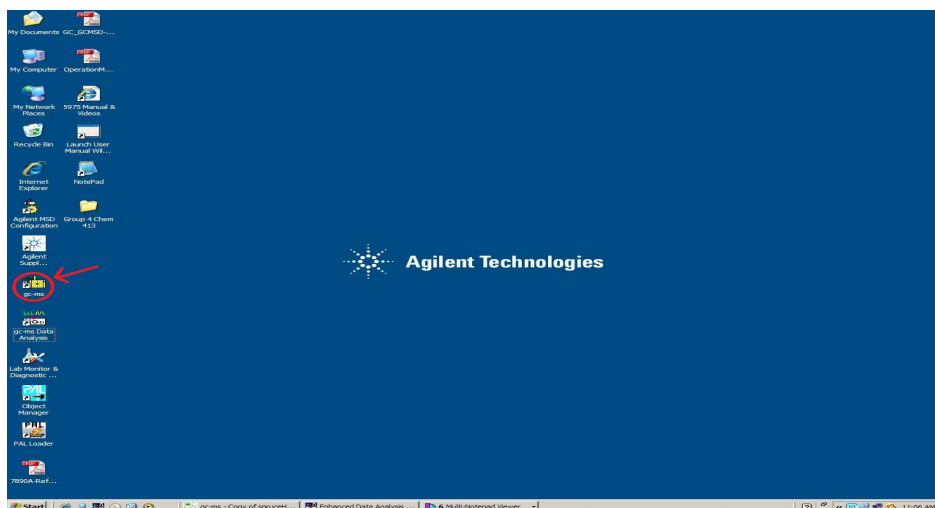 My Documents
GC_GCMSD-...
My Computer
OperationM...
My Network
Places
5975 Manual &
Videos
Recycle Bin
Launch User
Manual Wil...
Internet
Explorer
NotePad
Agilent MSD
Configuration
Group 4 Chem
413
Agilent
Suppl...
gc-ms
gc-ms Data
Analysis
Lab Monitor &
Diagnostic ...
Object
Manager
PAL
PAL Loader
7890A-Ref...
Agilent Technologies
Start
gc-ms - Copy of spruceH...
Enhanced Data Analysis ...
6 Multi-Notepad Viewer
11:06 AM